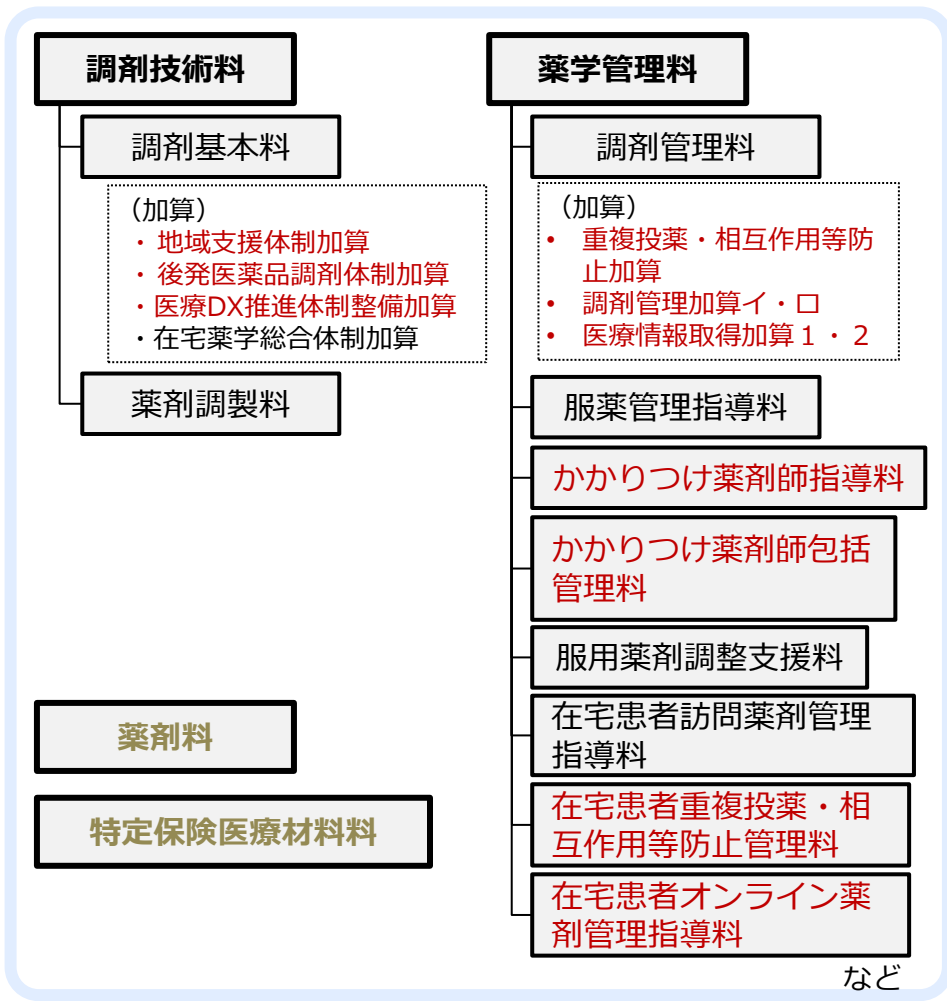 調剤技術料
調剤基本料
（加算）
・地域支援体制加算
・後発医薬品調剤体制加算
・医療DX推進体制整備加算
・在宅薬学総合体制加算
薬剤調製料
薬剤料
特定保険医療材料料
薬学管理料
調剤管理料
（加算）
• 重複投薬・相互作用等防
止加算
• 調剤管理加算イ・ロ
• 医療情報取得加算１・２
服薬管理指導料
かかりつけ薬剤師指導料
かかりつけ薬剤師包括
管理料
服用薬剤調整支援料
在宅患者訪問薬剤管理
指導料
在宅患者重複投薬・相
互作用等防止管理料
在宅患者オンライン薬
剤管理指導料
など